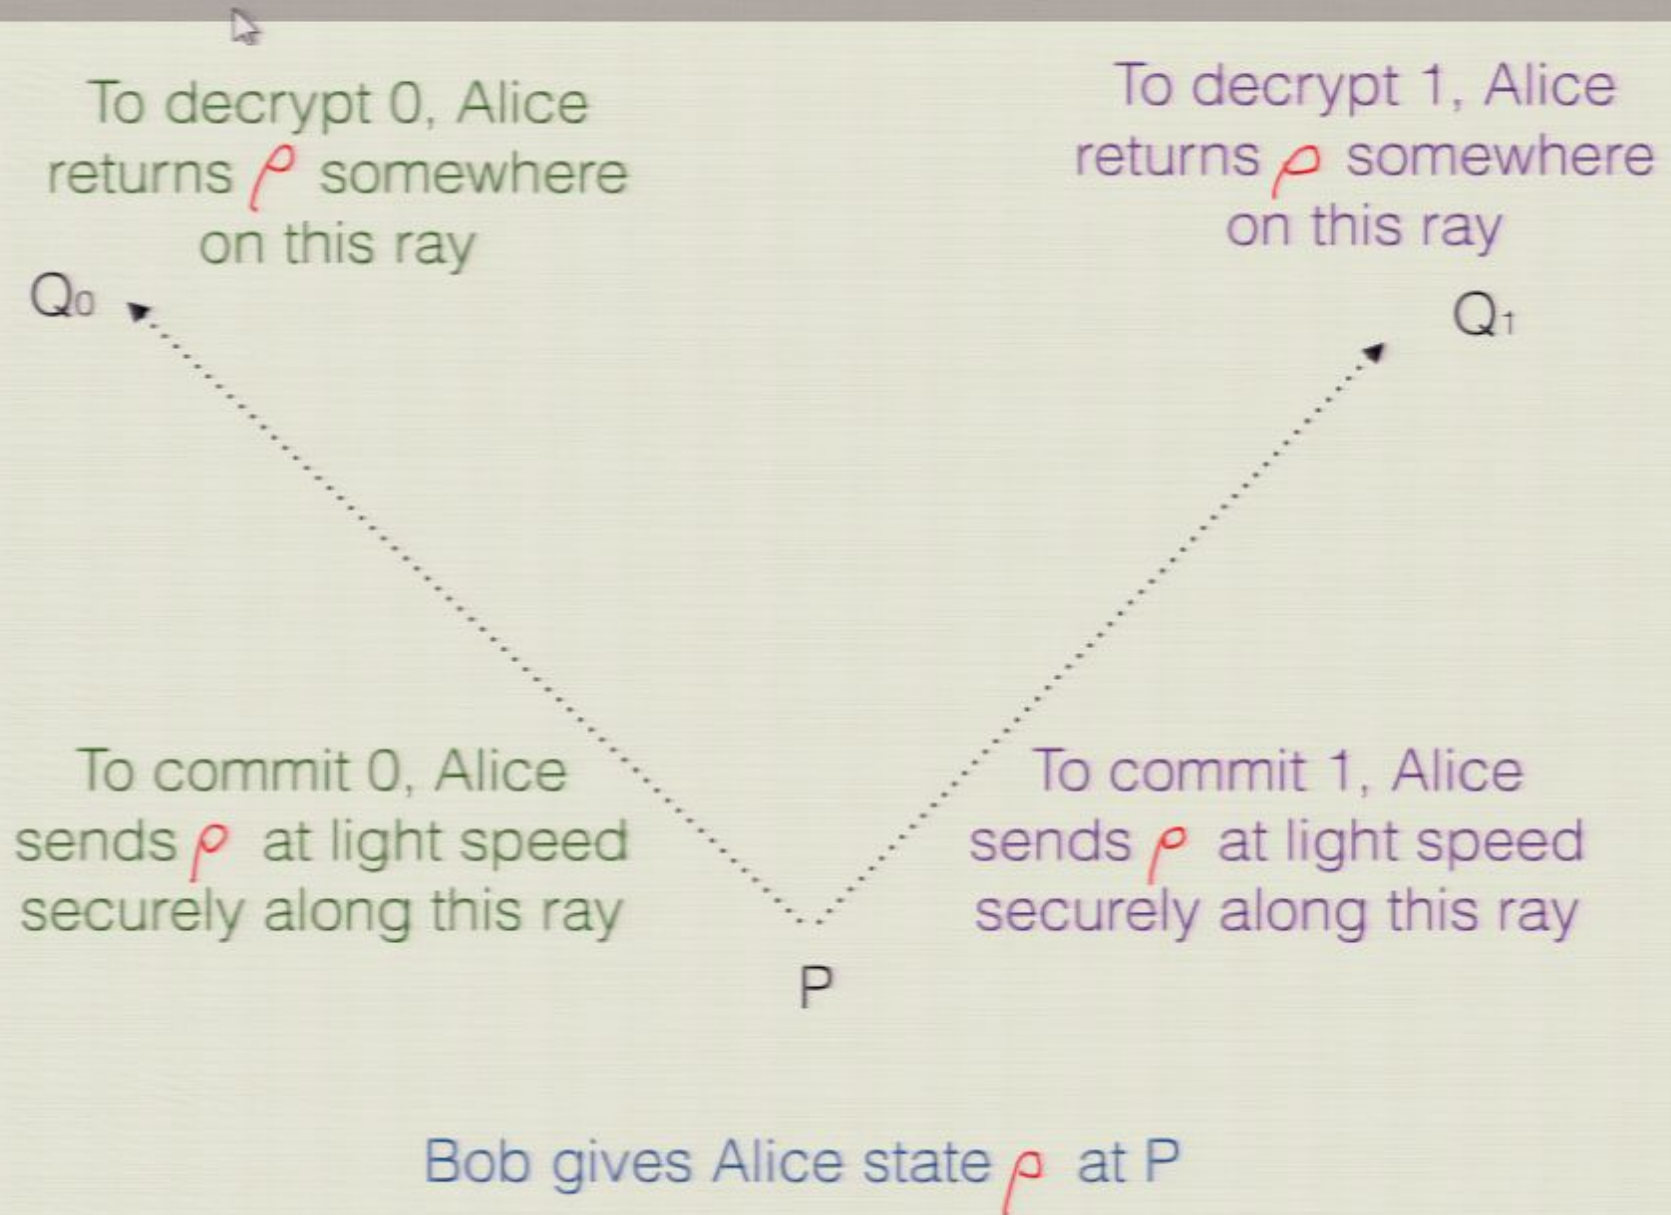 To decrypt 0, Alice
returns ρ somewhere
on this ray
To decrypt 1, Alice
returns ρ somewhere
on this ray
Q0
Q1
To commit 0, Alice
sends ρ at light speed
securely along this ray
To commit 1, Alice
sends ρ at light speed
securely along this ray
P
Bob gives Alice state ρ at P